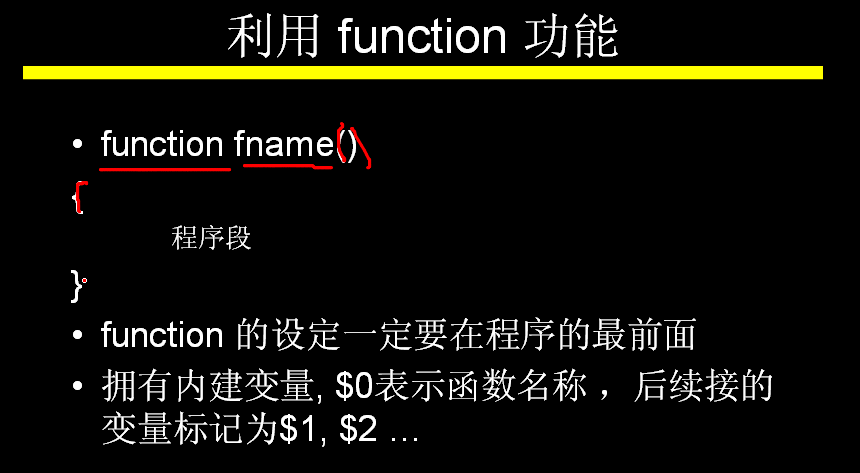 利用 function 功能
• function fname()
{
程序段
}
• function 的设定一定要在程序的最前面
• 拥有内建变量, $0表示函数名称 ，后续接的
变量标记为$1, $2 ...